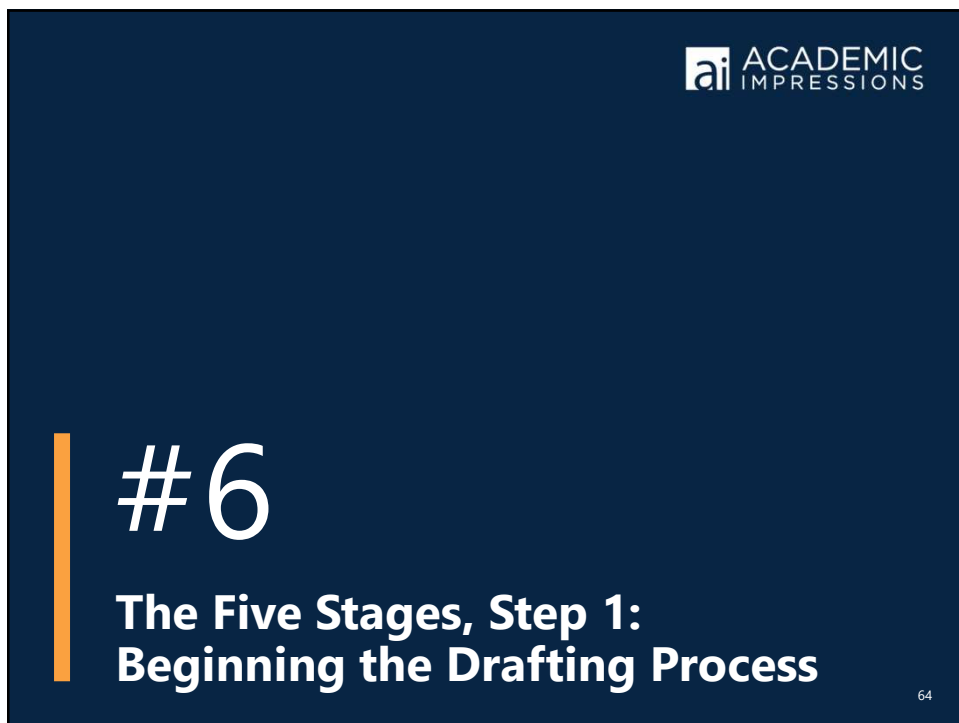 ai ACADEMIC
IMPRESSIONS
#6
The Five Stages, Step 1:
Beginning the Drafting Process
64